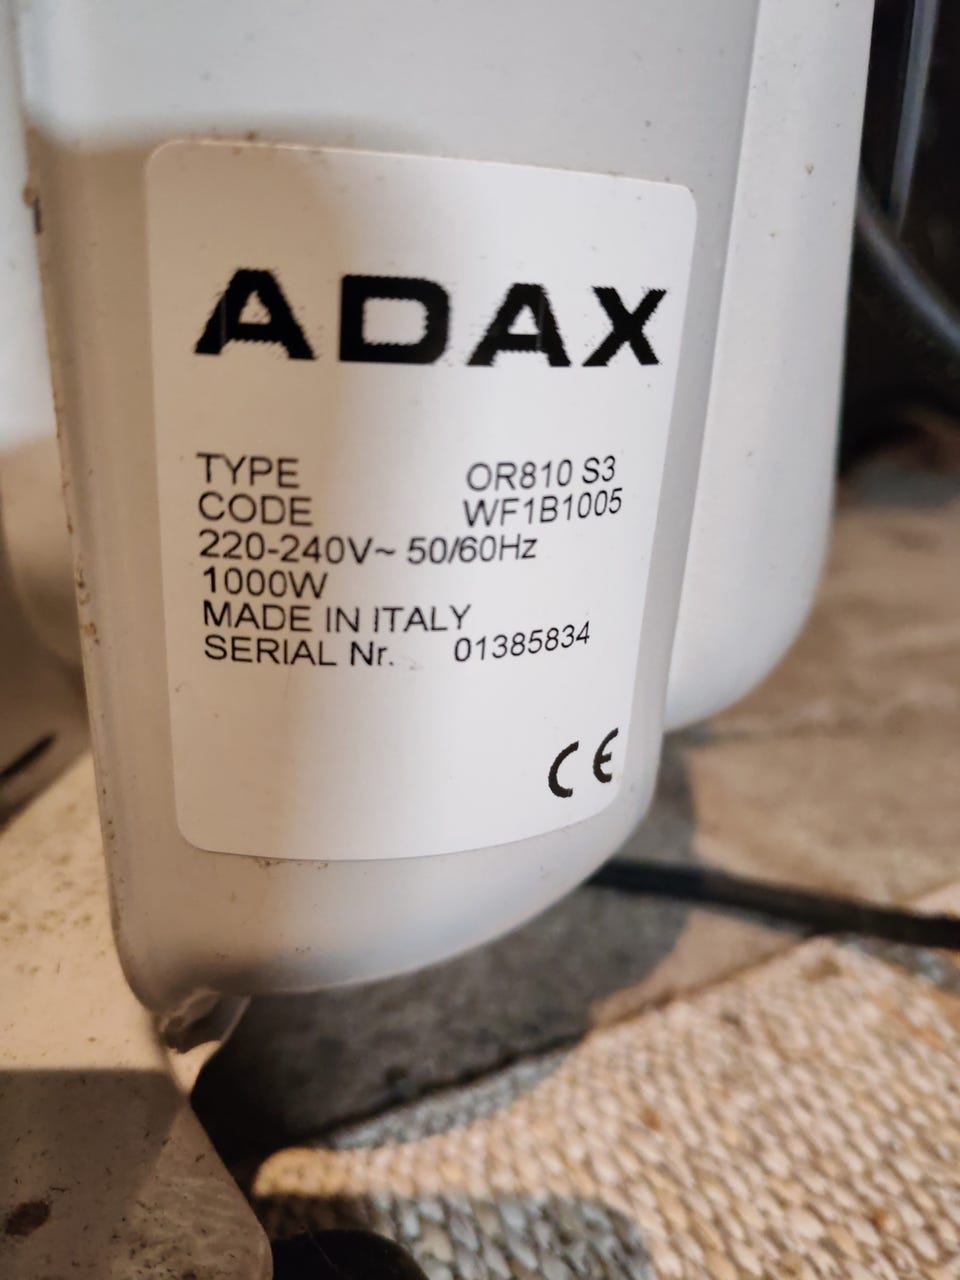 ADAX
TYPE OR810 S3
CODE WF1B1005
220-240V~ 50/60Hz
1000W
MADE IN ITALY
SERIAL Nr. 01385834
CE